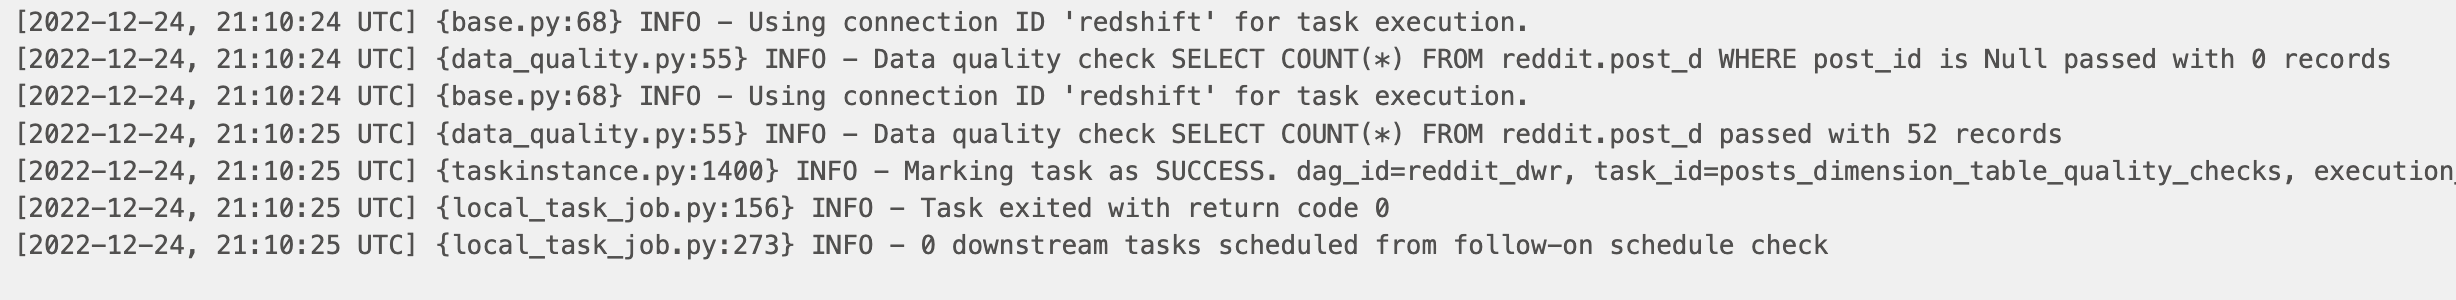 [2022-12-24, 21:10:24 UTC] {base.py:68} INFO - Using connection ID 'redshift' for task execution.
[2022-12-24, 21:10:24 UTC] {data_quality.py:55} INFO - Data quality check SELECT COUNT(*) FROM reddit.post_d WHERE post_id is Null passed with 0 records
[2022-12-24, 21:10:24 UTC] {base.py:68} INFO - Using connection ID 'redshift' for task execution.
[2022-12-24, 21:10:25 UTC] {data_quality.py:55} INFO - Data quality check SELECT COUNT(*) FROM reddit.post_d passed with 52 records
[2022-12-24, 21:10:25 UTC] {taskinstance.py:1400} INFO - Marking task as SUCCESS. dag_id=reddit_dwr, task_id=posts_dimension_table_quality_checks, execution_
[2022-12-24, 21:10:25 UTC] {local_task_job.py:156} INFO - Task exited with return code 0
[2022-12-24, 21:10:25 UTC] {local_task_job.py:273} INFO - 0 downstream tasks scheduled from follow-on schedule check